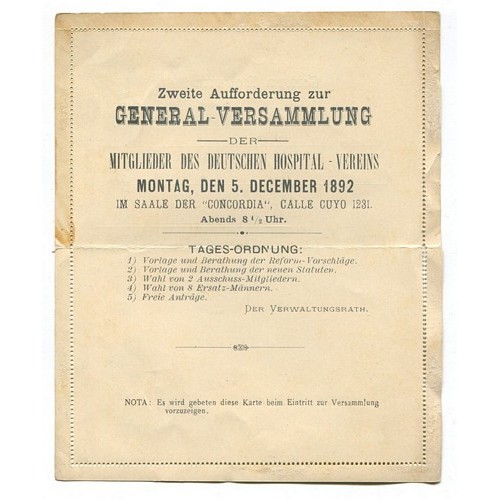 Zweite Aufforderung zur
GENERAL-VERSAMMLUNG
DER
MITGLIEDER DES DEUTSCHEN HOSPITAL-VEREINS
MONTAG, DEN 5. DECEMBER 1892
IM SAALE DER "CONCORDIA", CALLE CUYO 1231.
Abends 8 1/2 Uhr.
TAGES-ORDNUNG:
1) Vorlage und Berathung der Reform-Vorschläge.
2) Vorlage und Berathung der neuen Statuten.
3) Wahl von 2 Ausschuss-Mitgliedern.
4) Wahl von 8 Ersatz-Männern.
5) Freie Anträge.
DER VERWALTUNGSRATH.
NOTA: Es wird gebeten diese Karte beim Eintritt zur Versammlung
vorzuzeigen.